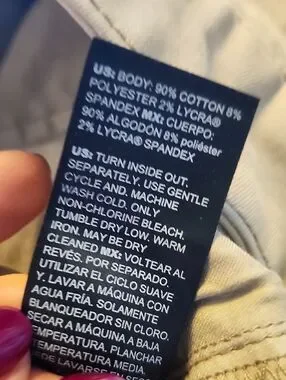 US: BODY: 90% COTTON 8%
POLYESTER 2% LYCRA®
SPANDEX MX: CUERPO:
90% ALGODÓN 8% poliéster
2% LYCRA® SPANDEX
US: TURN INSIDE OUT.
SEPARATELY. USE GENTLE
CYCLE AND. MACHINE
WASH COLD. ONLY
NON-CHLORINE BLEACH,
TUMBLE DRY LOW. WARM
IRON. MAY BE DRY
CLEANED MX: VOLTEAR AL
REVÉS. POR SEPARADO.
UTILIZAR EL CICLO SUAVE
Y. LAVAR A MÁQUINA CON
AGUA FRÍA. SOLAMENTE
BLANQUEADOR SIN CLORO.
SECAR A MÁQUINA A BAJA
TEMPERATURA. PLANCHAR
TEMPERATURA MEDIA.
DE LAVARSE EN